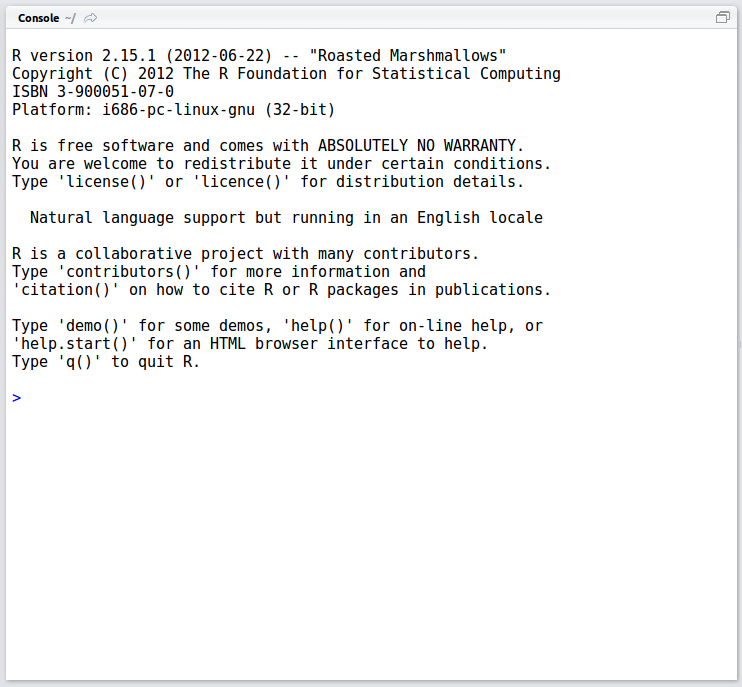 Console ~/
R version 2.15.1 (2012-06-22) -- "Roasted Marshmallows"
Copyright (C) 2012 The R Foundation for Statistical Computing
ISBN 3-900051-07-0
Platform: i686-pc-linux-gnu (32-bit)
R is free software and comes with ABSOLUTELY NO WARRANTY.
You are welcome to redistribute it under certain conditions.
Type 'license()' or 'licence()' for distribution details.
Natural language support but running in an English locale
R is a collaborative project with many contributors.
Type 'contributors()' for more information and
'citation()' on how to cite R or R packages in publications.
Type 'demo()' for some demos, 'help()' for on-line help, or
'help.start()' for an HTML browser interface to help.
Type 'q()' to quit R.
>